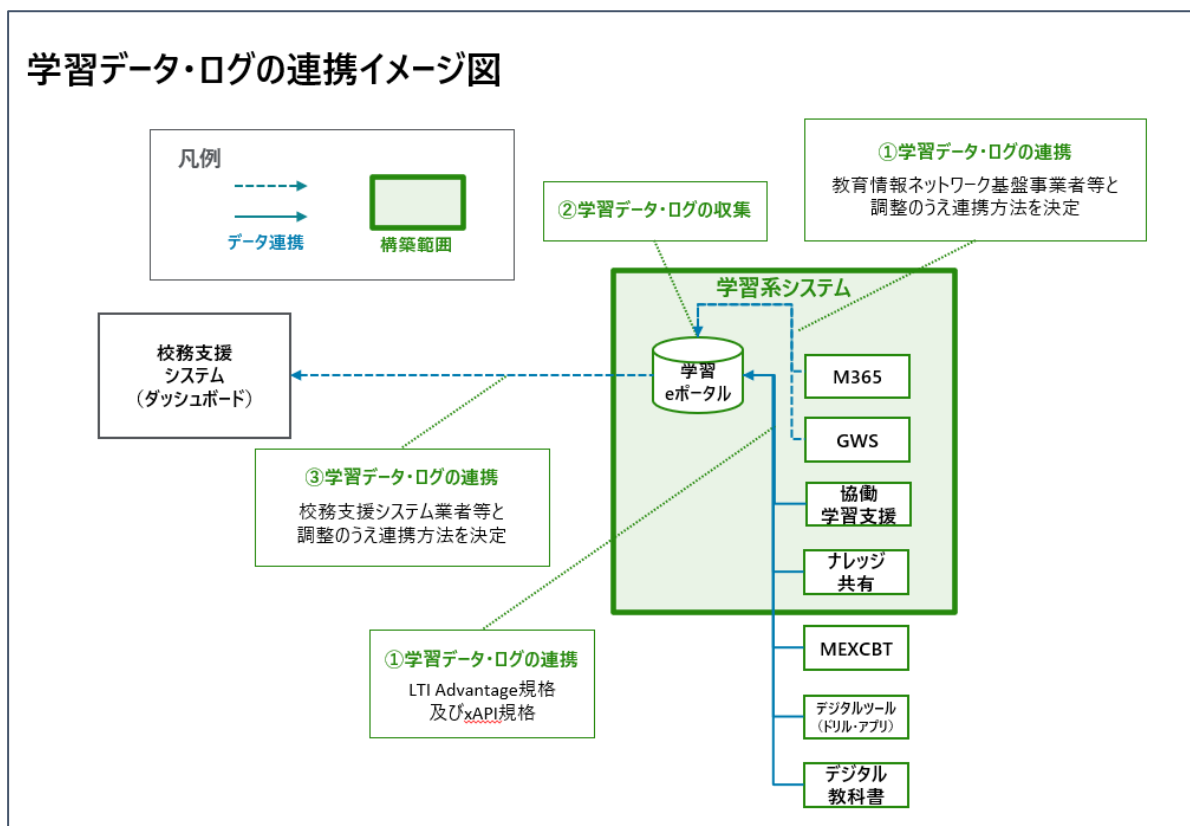 学習データ・ログの連携イメージ図
凡例
データ連携
構築範囲
①学習データ・ログの連携
教育情報ネットワーク基盤事業者等と
調整のうえ連携方法を決定
②学習データ・ログの収集
学習系システム
校務支援
システム
（ダッシュボード）
学習
eポータル
M365
GWS
協働
学習支援
ナレッジ
共有
③学習データ・ログの連携
校務支援システム業者等と
調整のうえ連携方法を決定
①学習データ・ログの連携
LTI Advantage規格
及びxAPI規格
MEXCBT
デジタルツール
（ドリル・アプリ）
デジタル
教科書